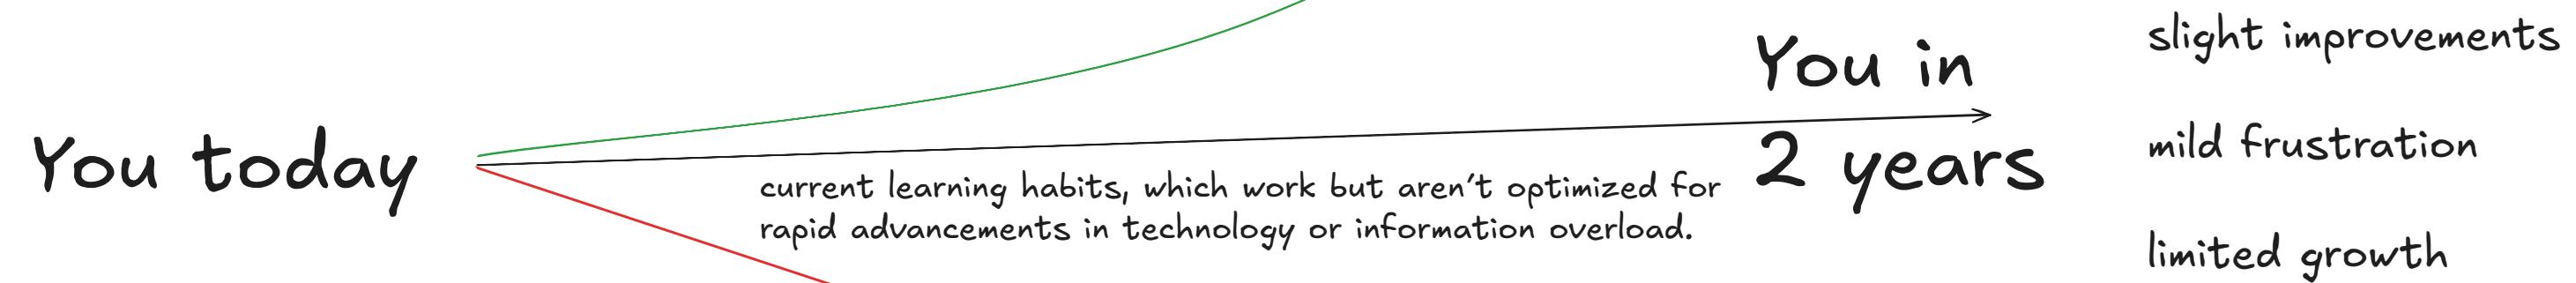 You today
current learning habits, which work but aren't optimized for
rapid advancements in technology or information overload.
You in
2 years
slight improvements
mild frustration
limited growth